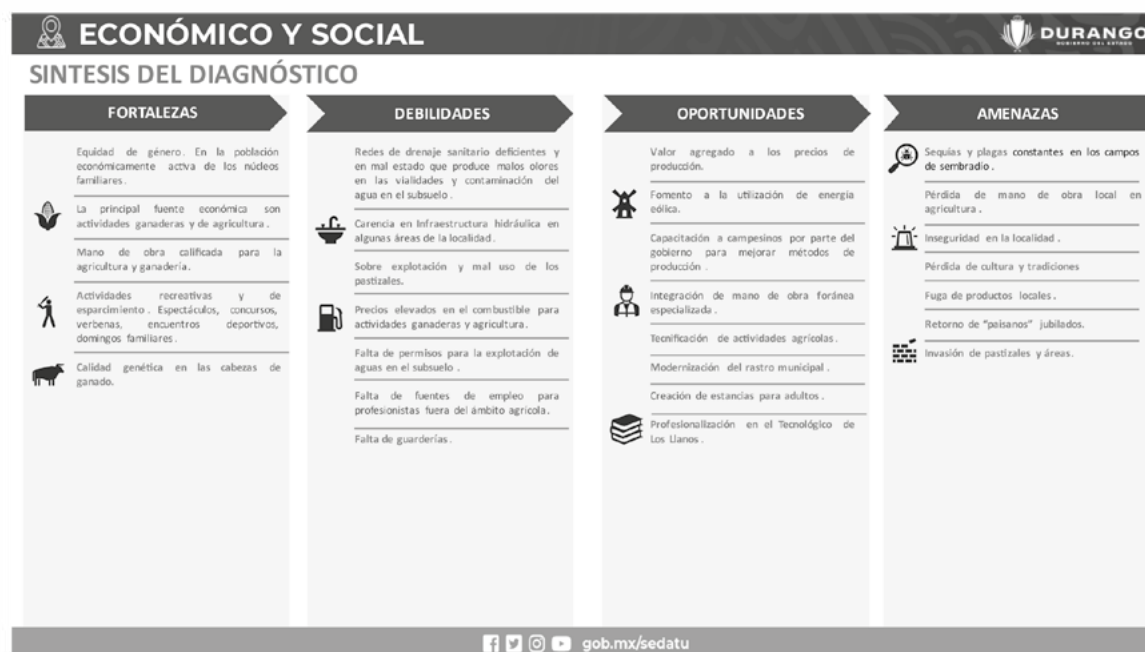 ECONÓMICO Y SOCIAL
DURANGO
GOBIERNO DEL ESTADO
SINTESIS DEL DIAGNÓSTICO
FORTALEZAS
Equidad de género. En la población
económicamente activa de los núcleos
familiares.
La principal fuente económica son
actividades ganaderas y de agricultura.
Mano de obra calificada para la
agricultura y ganadería.
Actividades recreativas y de
esparcimiento. Espectáculos, concursos,
verbenas, encuentros deportivos,
domingos familiares.
Calidad genética en las cabezas de
ganado.
DEBILIDADES
Redes de drenaje sanitario deficientes y
en mal estado que produce malos olores
en las vialidades y contaminación del
agua en el subsuelo.
Carencia en Infraestructura hidráulica en
algunas áreas de la localidad.
Sobre explotación y mal uso de los
pastizales.
Precios elevados en el combustible para
actividades ganaderas y agricultura.
Falta de permisos para la explotación de
aguas en el subsuelo.
Falta de fuentes de empleo para
profesionistas fuera del ámbito agrícola.
Falta de guarderías.
OPORTUNIDADES
Valor agregado a los precios de
producción.
Fomento a la utilización de energía
eólica.
Capacitación a campesinos por parte del
gobierno para mejorar métodos de
producción.
Integración de mano de obra foránea
especializada.
Tecnificación de actividades agrícolas.
Modernización del rastro municipal.
Creación de estancias para adultos.
Profesionalización en el Tecnológico de
Los Llanos.
AMENAZAS
Sequias y plagas constantes en los campos
de sembradío.
Pérdida de mano de obra local en
agricultura.
Inseguridad en la localidad.
Pérdida de cultura y tradiciones
Fuga de productos locales.
Retorno de "paisanos" jubilados.
Invasión de pastizales y áreas.
gob.mx/sedatu